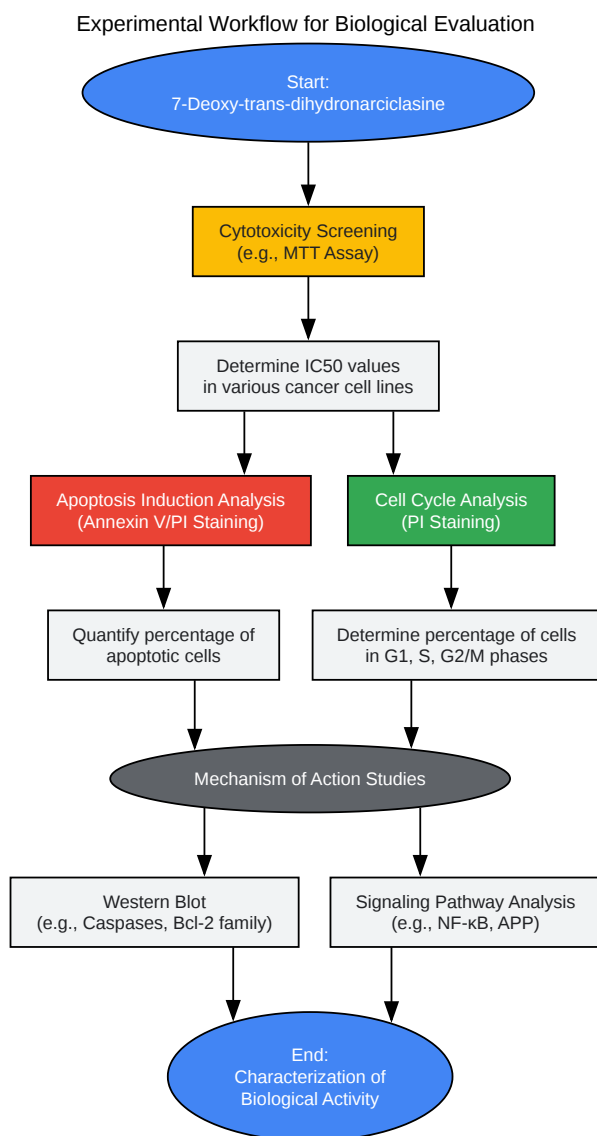 Experimental Workflow for Biological Evaluation
Start:
7-Deoxy-trans-dihydronarciclasine
Cytotoxicity Screening
(e.g., MTT Assay)
Determine IC50 values
in various cancer cell lines
Apoptosis Induction Analysis
(Annexin V/PI Staining)
Cell Cycle Analysis
(PI Staining)
Quantify percentage of
apoptotic cells
Determine percentage of cells
in G1, S, G2/M phases
Mechanism of Action Studies
Western Blot
(e.g., Caspases, Bcl-2 family)
Signaling Pathway Analysis
(e.g., NF-κB, APP)
End:
Characterization of
Biological Activity